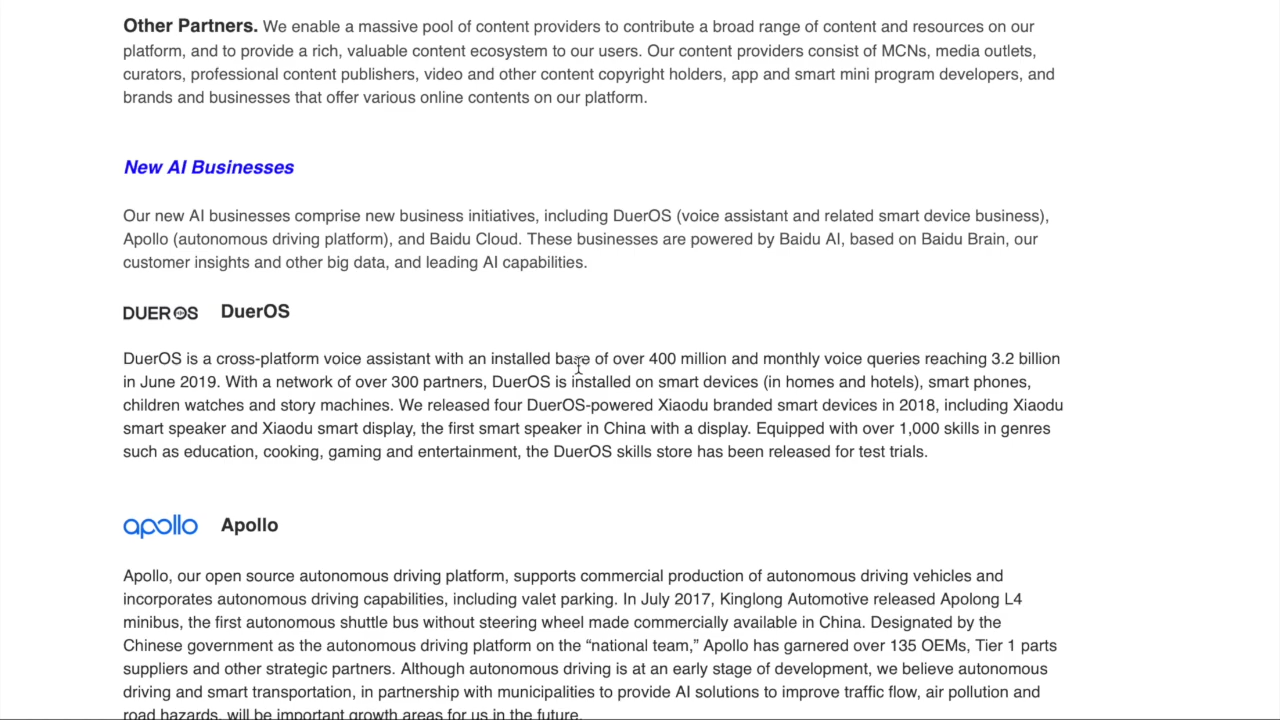 Other Partners. We enable a massive pool of content providers to contribute a broad range of content and resources on our
platform, and to provide a rich, valuable content ecosystem to our users. Our content providers consist of MCNs, media outlets,
curators, professional content publishers, video and other content copyright holders, app and smart mini program developers, and
brands and businesses that offer various online contents on our platform.
New AI Businesses
Our new AI businesses comprise new business initiatives, including DuerOS (voice assistant and related smart device business),
Apollo (autonomous driving platform), and Baidu Cloud. These businesses are powered by Baidu AI, based on Baidu Brain, our
customer insights and other big data, and leading AI capabilities.
DUEROS DuerOS
DuerOS is a cross-platform voice assistant with an installed base of over 400 million and monthly voice queries reaching 3.2 billion
in June 2019. With a network of over 300 partners, DuerOS is installed on smart devices (in homes and hotels), smart phones,
children watches and story machines. We released four DuerOS-powered Xiaodu branded smart devices in 2018, including Xiaodu
smart speaker and Xiaodu smart display, the first smart speaker in China with a display. Equipped with over 1,000 skills in genres
such as education, cooking, gaming and entertainment, the DuerOS skills store has been released for test trials.
apollo Apollo
Apollo, our open source autonomous driving platform, supports commercial production of autonomous driving vehicles and
incorporates autonomous driving capabilities, including valet parking. In July 2017, Kinglong Automotive released Apolong L4
minibus, the first autonomous shuttle bus without steering wheel made commercially available in China. Designated by the
Chinese government as the autonomous driving platform on the “national team,” Apollo has garnered over 135 OEMs, Tier 1 parts
suppliers and other strategic partners. Although autonomous driving is at an early stage of development, we believe autonomous
driving and smart transportation, in partnership with municipalities to provide AI solutions to improve traffic flow, air pollution and
road hazards, will be important growth areas for us in the future.